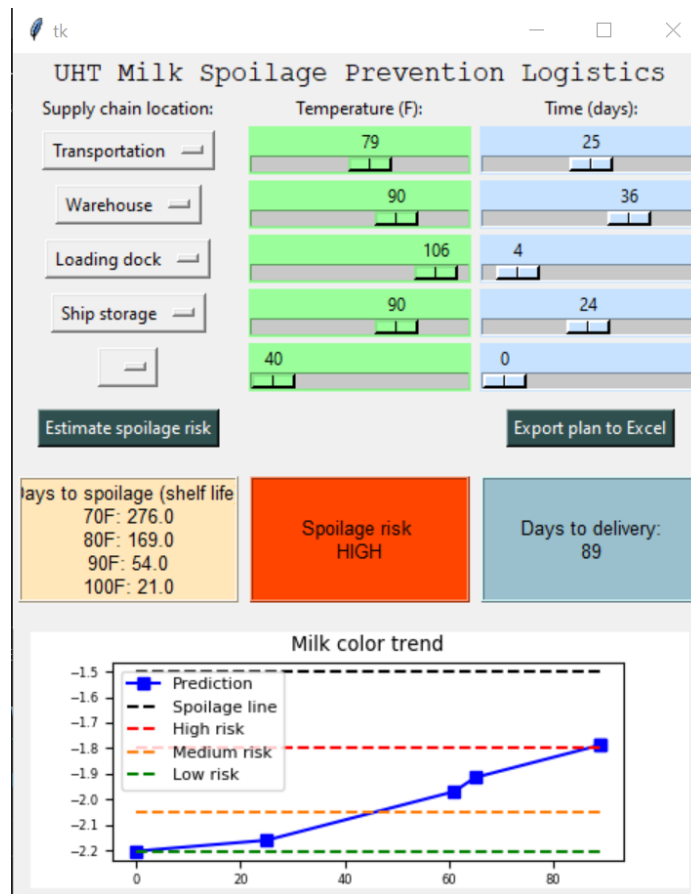 tk
UHT Milk Spoilage Prevention Logistics
Supply chain location: Temperature (F): Time (days):
Transportation 79 25
Warehouse 90 36
Loading dock 106 4
Ship storage 90 24
40 0
Estimate spoilage risk Export plan to Excel
ays to spoilage (shelf life
70F: 276.0
80F: 169.0
90F: 54.0
100F: 21.0
Spoilage risk
HIGH
Days to delivery:
89
Milk color trend
−1.5
−1.6
−1.7
−1.8
−1.9
−2.0
−2.1
−2.2
Prediction
Spoilage line
High risk
Medium risk
Low risk
0 20 40 60 80